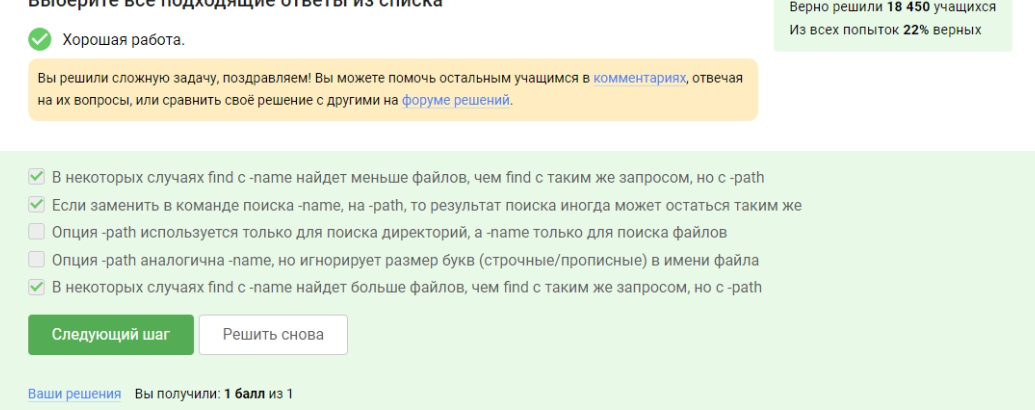 Выберите все подходящие ответы из списка
Верно решили 18 450 учащихся
Из всех попыток 22% верных
Хорошая работа.
Вы решили сложную задачу, поздравляем! Вы можете помочь остальным учащимся в комментариях, отвечая
на их вопросы, или сравнить своё решение с другими на форуме решений.
В некоторых случаях find с -name найдет меньше файлов, чем find с таким же запросом, но с -path
Если заменить в команде поиска -name, на -path, то результат поиска иногда может остаться таким же
Опция -path используется только для поиска директорий, а -name только для поиска файлов
Опция -path аналогична -name, но игнорирует размер букв (строчные/прописные) в имени файла
В некоторых случаях find с -name найдет больше файлов, чем find с таким же запросом, но с -path
Следующий шаг
Решить снова
Ваши решения Вы получили: 1 балл из 1